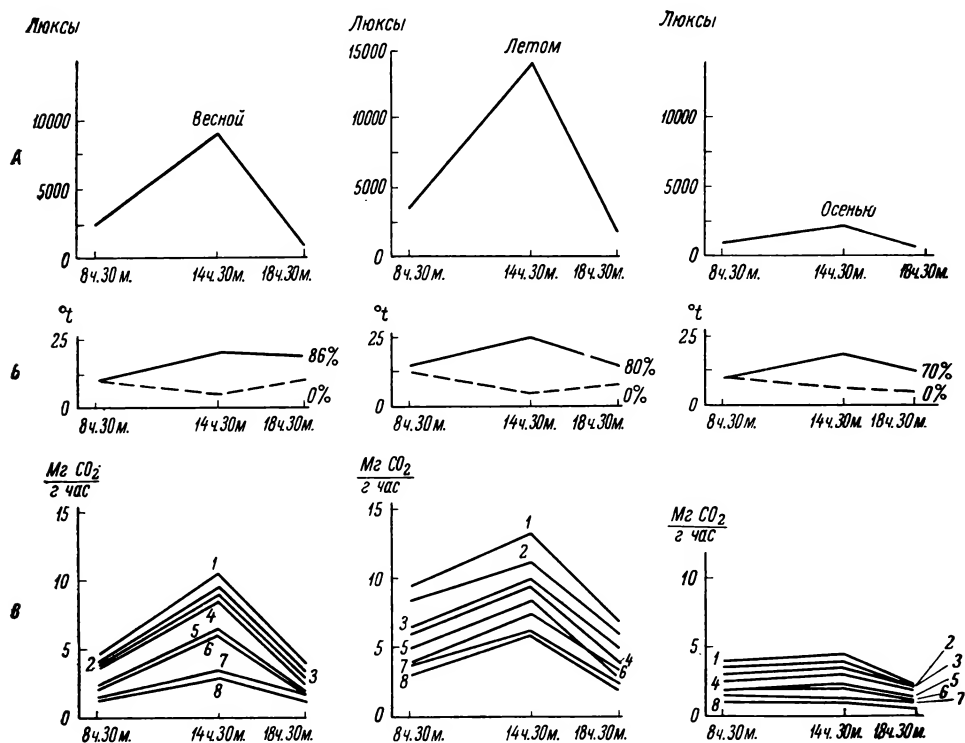 Люксы
Люксы
Люксы
А
10000
5000
0
Весной
8ч.30м.
14ч.30м.
18ч.30м.
15000
10000
5000
0
Летом
8ч.30м.
14ч.30м.
18ч.30м.
10000
5000
0
Осенью
8ч.30м.
14ч.30м.
18ч.30м.
Б
°t
25
0
86%
0%
8ч.30м.
14ч.30м.
18ч.30м.
°t
25
0
80%
0%
8ч.30м.
14ч.30м.
18ч.30м.
°t
25
0
70%
0%
8ч.30м.
14ч.30м.
18ч.30м.
В
Мг СО2
г час
15
10
5
0
1
4
5
6
7
8
2
3
8ч.30м.
14ч.30м.
18ч.30м.
Мг СО2
г час
15
10
5
0
1
2
3
5
7
8
4
6
8ч.30м.
14ч.30м.
18ч.30м.
Мг СО2
г час
10
5
0
1
4
8
2
3
5
6
7
8ч.30м.
14ч.30м.
18ч.30м.